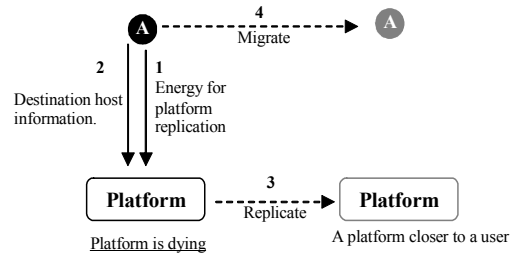 4
A
A
Migrate
2
1
Energy for
platform
replication
Destination host
information.
3
Platform
Platform
Replicate
Platform is dying
A platform closer to a user